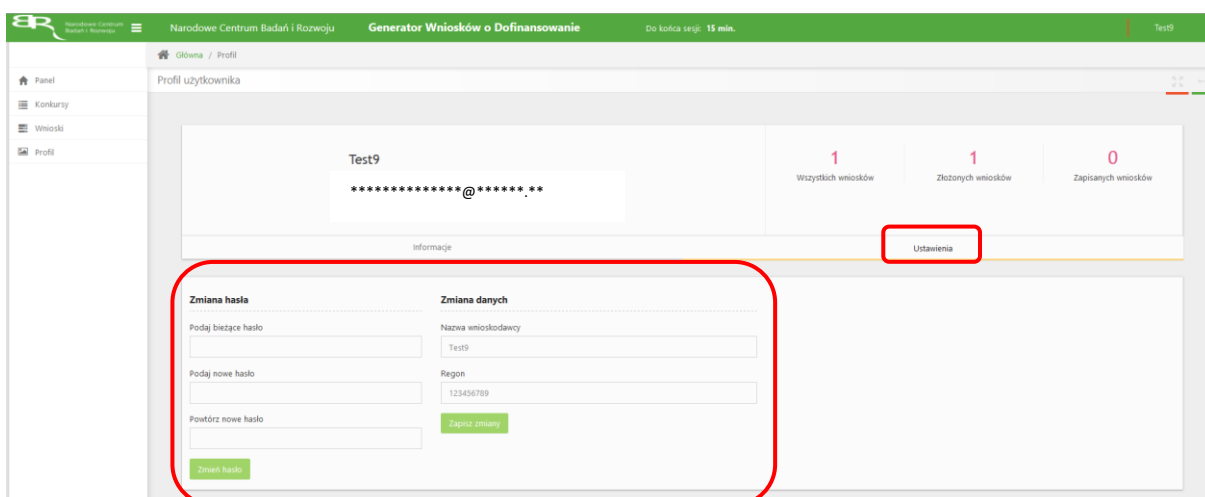 BR Narodowe Centrum
Badań i Rozwoju
Narodowe Centrum Badań i Rozwoju
Generator Wniosków o Dofinansowanie
Do końca sesji: 15 min.
Test9
Główna / Profil
Panel
Konkursy
Wnioski
Profil
Profil użytkownika
Test9
**************@******.**
1
Wszystkich wniosków
1
Złożonych wniosków
0
Zapisanych wniosków
Informacje
Ustawienia
Zmiana hasła
Podaj bieżące hasło
Podaj nowe hasło
Powtórz nowe hasło
Zmień hasło
Zmiana danych
Nazwa wnioskodawcy
Test9
Regon
123456789
Zapisz zmiany